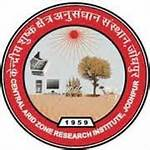 केन्द्रीय शुष्क क्षेत्र अनुसंधान संस्थान, जोधपुर
1959
CENTRAL ARID ZONE RESEARCH INSTITUTE, JODHPUR